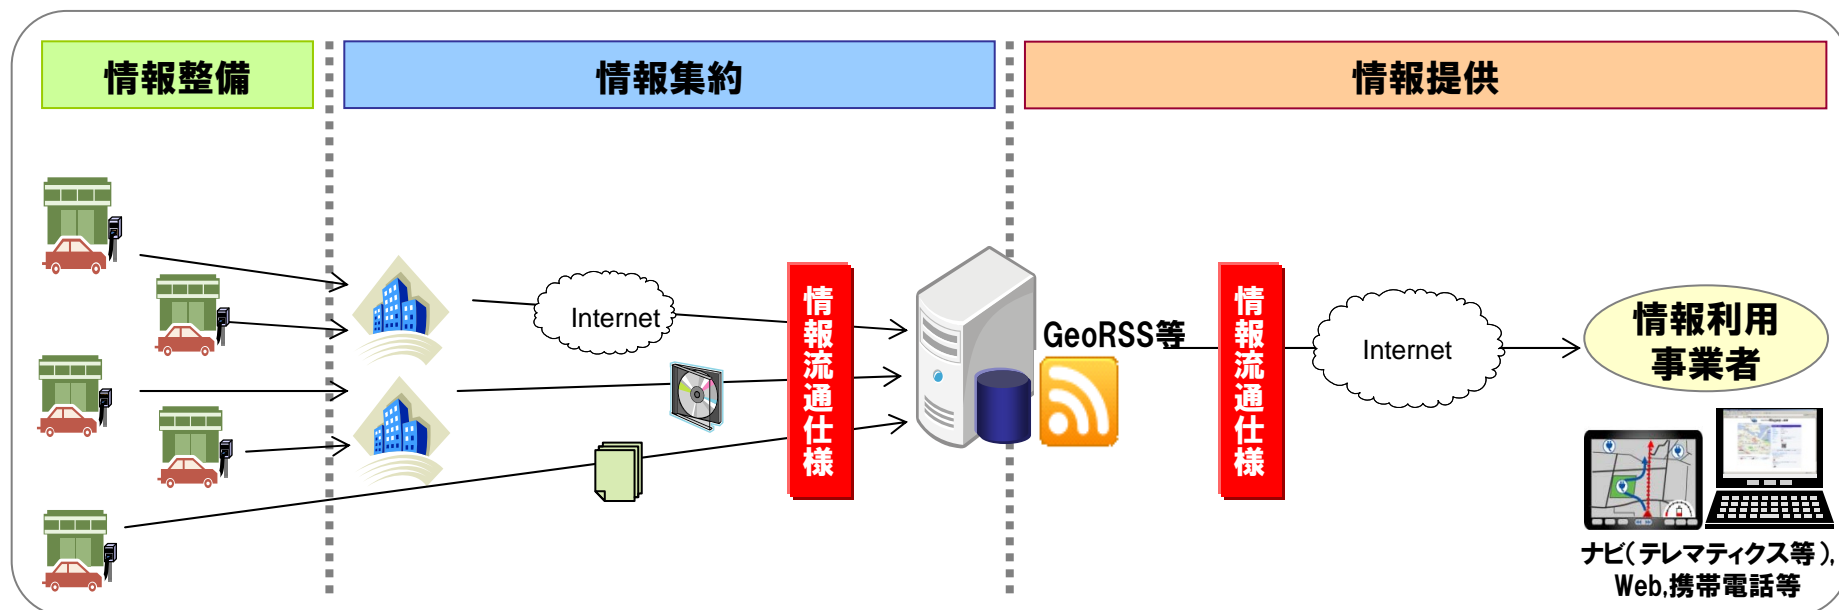 情報整備
情報集約
情報提供
Internet
情報流通仕様
GeoRSS等
情報流通仕様
Internet
情報利用
事業者
ナビ(テレマティクス等),
Web,携帯電話等